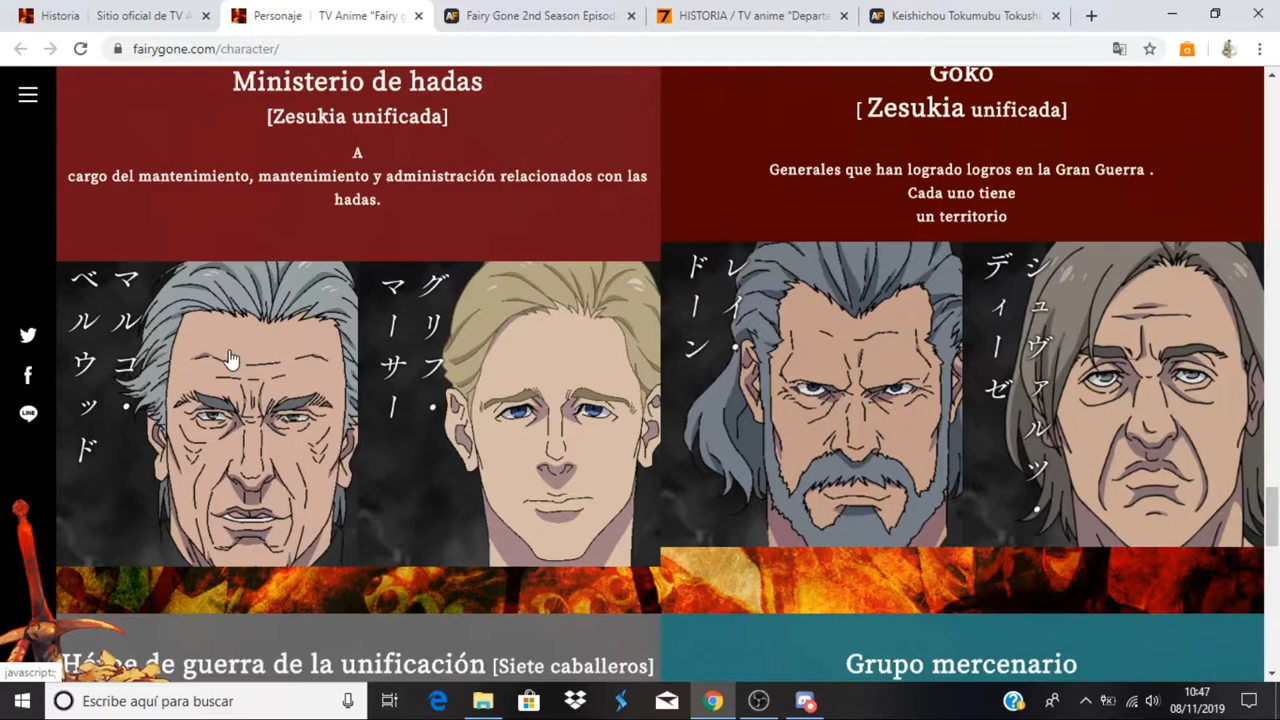 Historia
Sitio oficial de TV A
Personaje
TV Anime "Fairy g
Fairy Gone 2nd Season Episod
HISTORIA / TV anime "Departa
Keishichou Tokumubu Tokushu
fairygone.com/character/
Ministerio de hadas
[Zesukia unificada]
A
cargo del mantenimiento, mantenimiento y administración relacionados con las
hadas.
Goko
[ Zesukia unificada]
Generales que han logrado logros en la Gran Guerra .
Cada uno tiene
un territorio
マルコ・
ベルウッド
グリフ・
マーサー
レイ・
ドーン
シュヴァルツ・
ディーゼ
LINE
javascript:;
de guerra de la unificación [Siete caballeros]
Grupo mercenario
Escribe aquí para buscar
10:47
08/11/2019